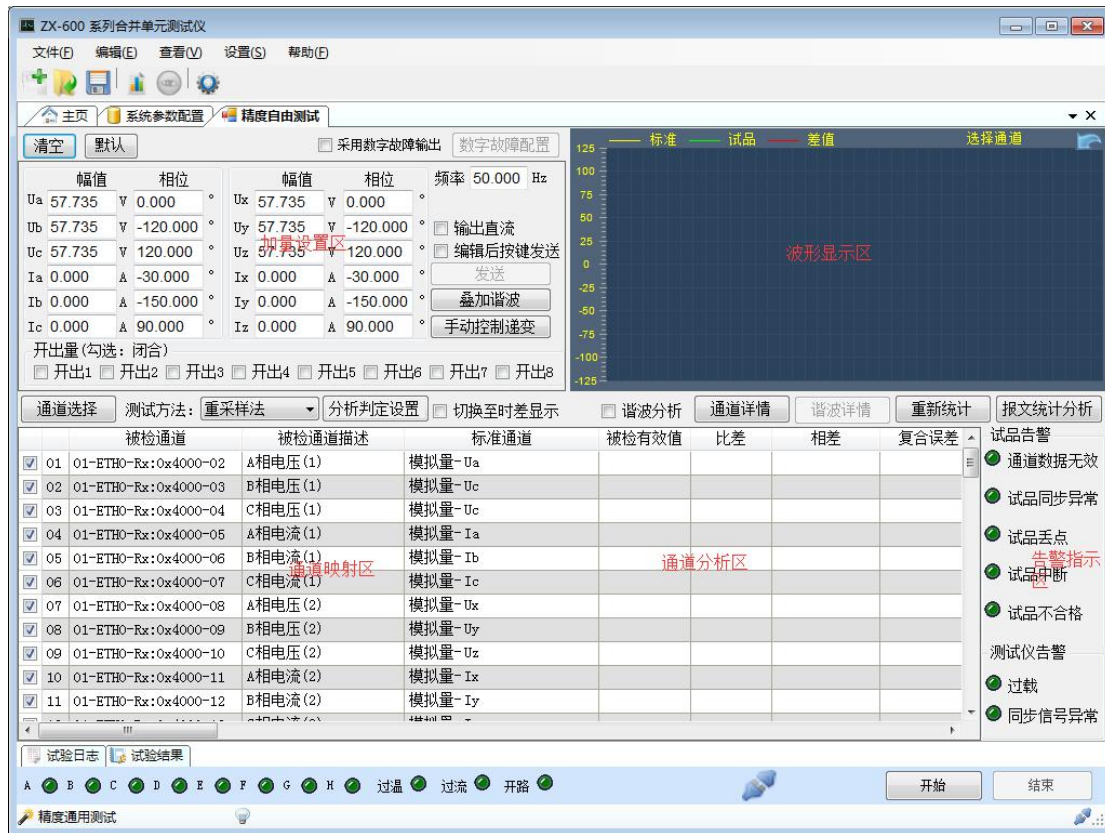 ZX-600 系列合并单元测试仪
文件(F) 编辑(E) 查看(V) 设置(S) 帮助(F)
主页 系统参数配置 精度自由测试
清空 默认 采用数字故障输出 数字故障配置
幅值 相位 幅值 相位 频率 50.000 Hz
Ua 57.735 V 0.000 ° Ux 57.735 V 0.000 °
Ub 57.735 V -120.000 ° Uy 57.735 V -120.000 ° 输出直流
Uc 57.735 V 120.000 ° Uz 57.735 V 120.000 ° 编辑后按键发送
加量设置区
Ia 0.000 A -30.000 ° Ix 0.000 A -30.000 ° 发送
Ib 0.000 A -150.000 ° Iy 0.000 A -150.000 ° 叠加谐波
Ic 0.000 A 90.000 ° Iz 0.000 A 90.000 ° 手动控制递变
开出量(勾选: 闭合)
开出1 开出2 开出3 开出4 开出5 开出6 开出7 开出8
标准 试品 差值 选择通道
125
100
75
50
25
0
-25
-50
-75
-100
-125
波形显示区
通道选择 测试方法: 重采样法 分析判定设置 切换至时差显示 谐波分析 通道详情 谐波详情 重新统计 报文统计分析
被检通道 被检通道描述 标准通道 被检有效值 比差 相差 复合误差
01 01-ETH0-Rx:0x4000-02 A相电压(1) 模拟量-Ua
02 01-ETH0-Rx:0x4000-03 B相电压(1) 模拟量-Uc
03 01-ETH0-Rx:0x4000-04 C相电压(1) 模拟量-Uc
04 01-ETH0-Rx:0x4000-05 A相电流(1) 模拟量-Ia
05 01-ETH0-Rx:0x4000-06 B相电流(1) 模拟量-Ib
06 01-ETH0-Rx:0x4000-07 C相电流(1) 模拟量-Ic
07 01-ETH0-Rx:0x4000-08 A相电压(2) 模拟量-Ux
08 01-ETH0-Rx:0x4000-09 B相电压(2) 模拟量-Uy
09 01-ETH0-Rx:0x4000-10 C相电压(2) 模拟量-Uz
10 01-ETH0-Rx:0x4000-11 A相电流(2) 模拟量-Ix
11 01-ETH0-Rx:0x4000-12 B相电流(2) 模拟量-Iy
通道映射区
通道分析区
试品告警
通道数据无效
试品同步异常
试品丢点
试品中断
试品不合格
告警指示
区
测试仪告警
过载
同步信号异常
试验日志 试验结果
A B C D E F G H 过温 过流 开路 开始 结束
精度通用测试